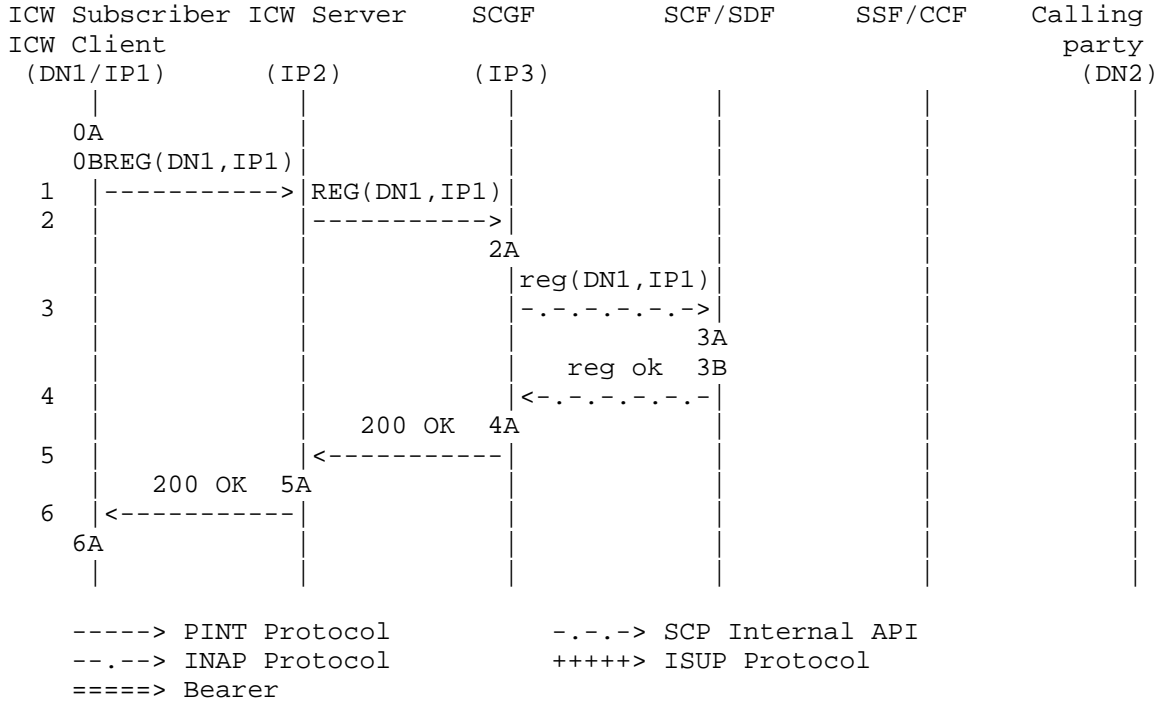 ICW Subscriber ICW Server      SCGF          SCF/SDF       SSF/CCF     Calling
ICW Client                                                               party
 (DN1/IP1)       (IP2)         (IP3)                                      (DN2)
      |             |             |             |             |             |
     0A             |             |             |             |             |
     0BREG(DN1,IP1) |             |             |             |             |
  1   |------------>|REG(DN1,IP1) |             |             |             |
  2   |             |------------>|             |             |             |
      |             |            2A             |             |             |
      |             |             |reg(DN1,IP1) |             |             |
  3   |             |             |-.-.-.-.-.-> |             |             |
      |             |             |            3A             |             |
      |             |             |   reg ok   3B             |             |
  4   |             |             |<-.-.-.-.-.- |             |             |
      |             |   200 OK   4A             |             |             |
  5   |             |<------------|             |             |             |
      |   200 OK   5A             |             |             |             |
  6   |<------------|             |             |             |             |
     6A             |             |             |             |             |
      |             |             |             |             |             |
-----> PINT Protocol           -.-.-> SCP Internal API
--.--> INAP Protocol           +++++> ISUP Protocol
=====> Bearer